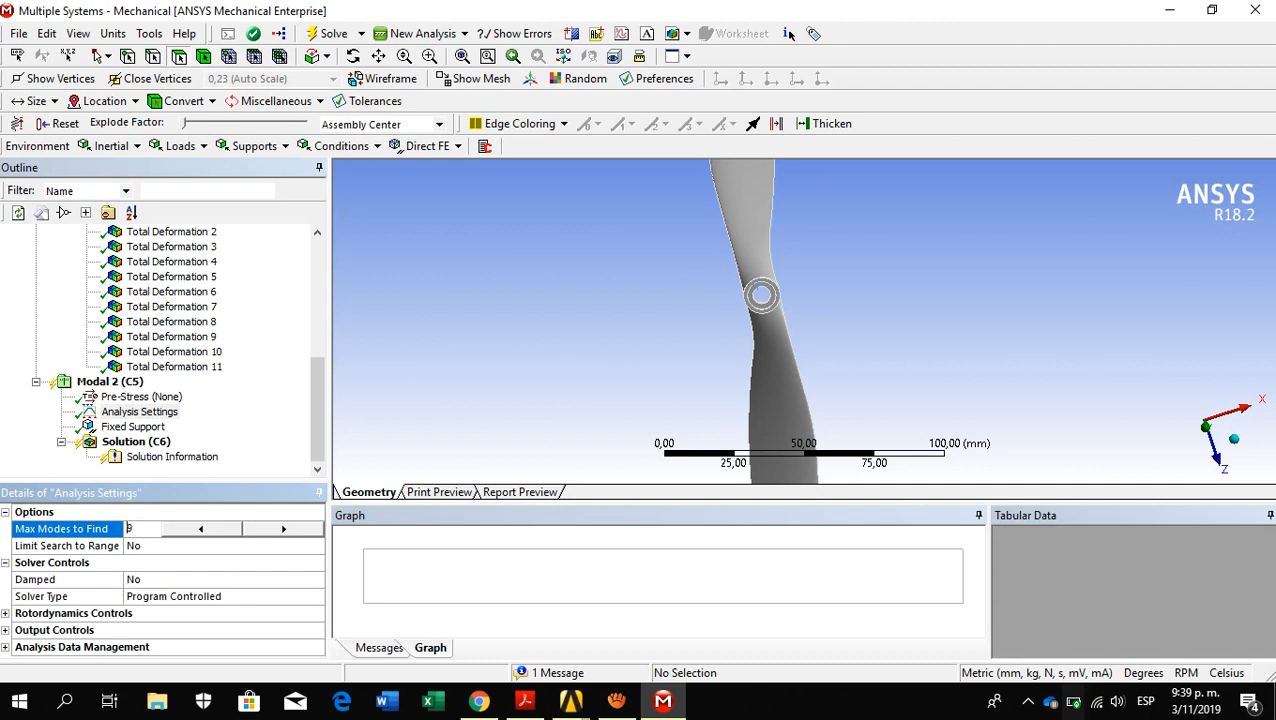 Multiple Systems - Mechanical [ANSYS Mechanical Enterprise]
File Edit View Units Tools Help Solve New Analysis Show Errors Worksheet
Show Vertices Close Vertices 0,23 (Auto Scale) Wireframe Show Mesh Random Preferences
Size Location Convert Miscellaneous Tolerances
Reset Explode Factor: Assembly Center Edge Coloring Thicken
Environment Inertial Loads Supports Conditions Direct FE
Outline
Filter: Name
Total Deformation 2
Total Deformation 3
Total Deformation 4
Total Deformation 5
Total Deformation 6
Total Deformation 7
Total Deformation 8
Total Deformation 9
Total Deformation 10
Total Deformation 11
Modal 2 (C5)
Pre-Stress (None)
Analysis Settings
Fixed Support
Solution (C6)
Solution Information
Details of "Analysis Settings"
Options
Max Modes to Find 9
Limit Search to Range No
Solver Controls
Damped No
Solver Type Program Controlled
Rotordynamics Controls
Output Controls
Analysis Data Management
ANSYS
R18.2
0,00 50,00 100,00 (mm)
25,00 75,00
X
Z
Geometry Print Preview Report Preview
Graph
Tabular Data
Messages Graph
1 Message No Selection Metric (mm, kg, N, s, mV, mA) Degrees RPM Celsius
ESP
9:39 p. m.
3/11/2019
4